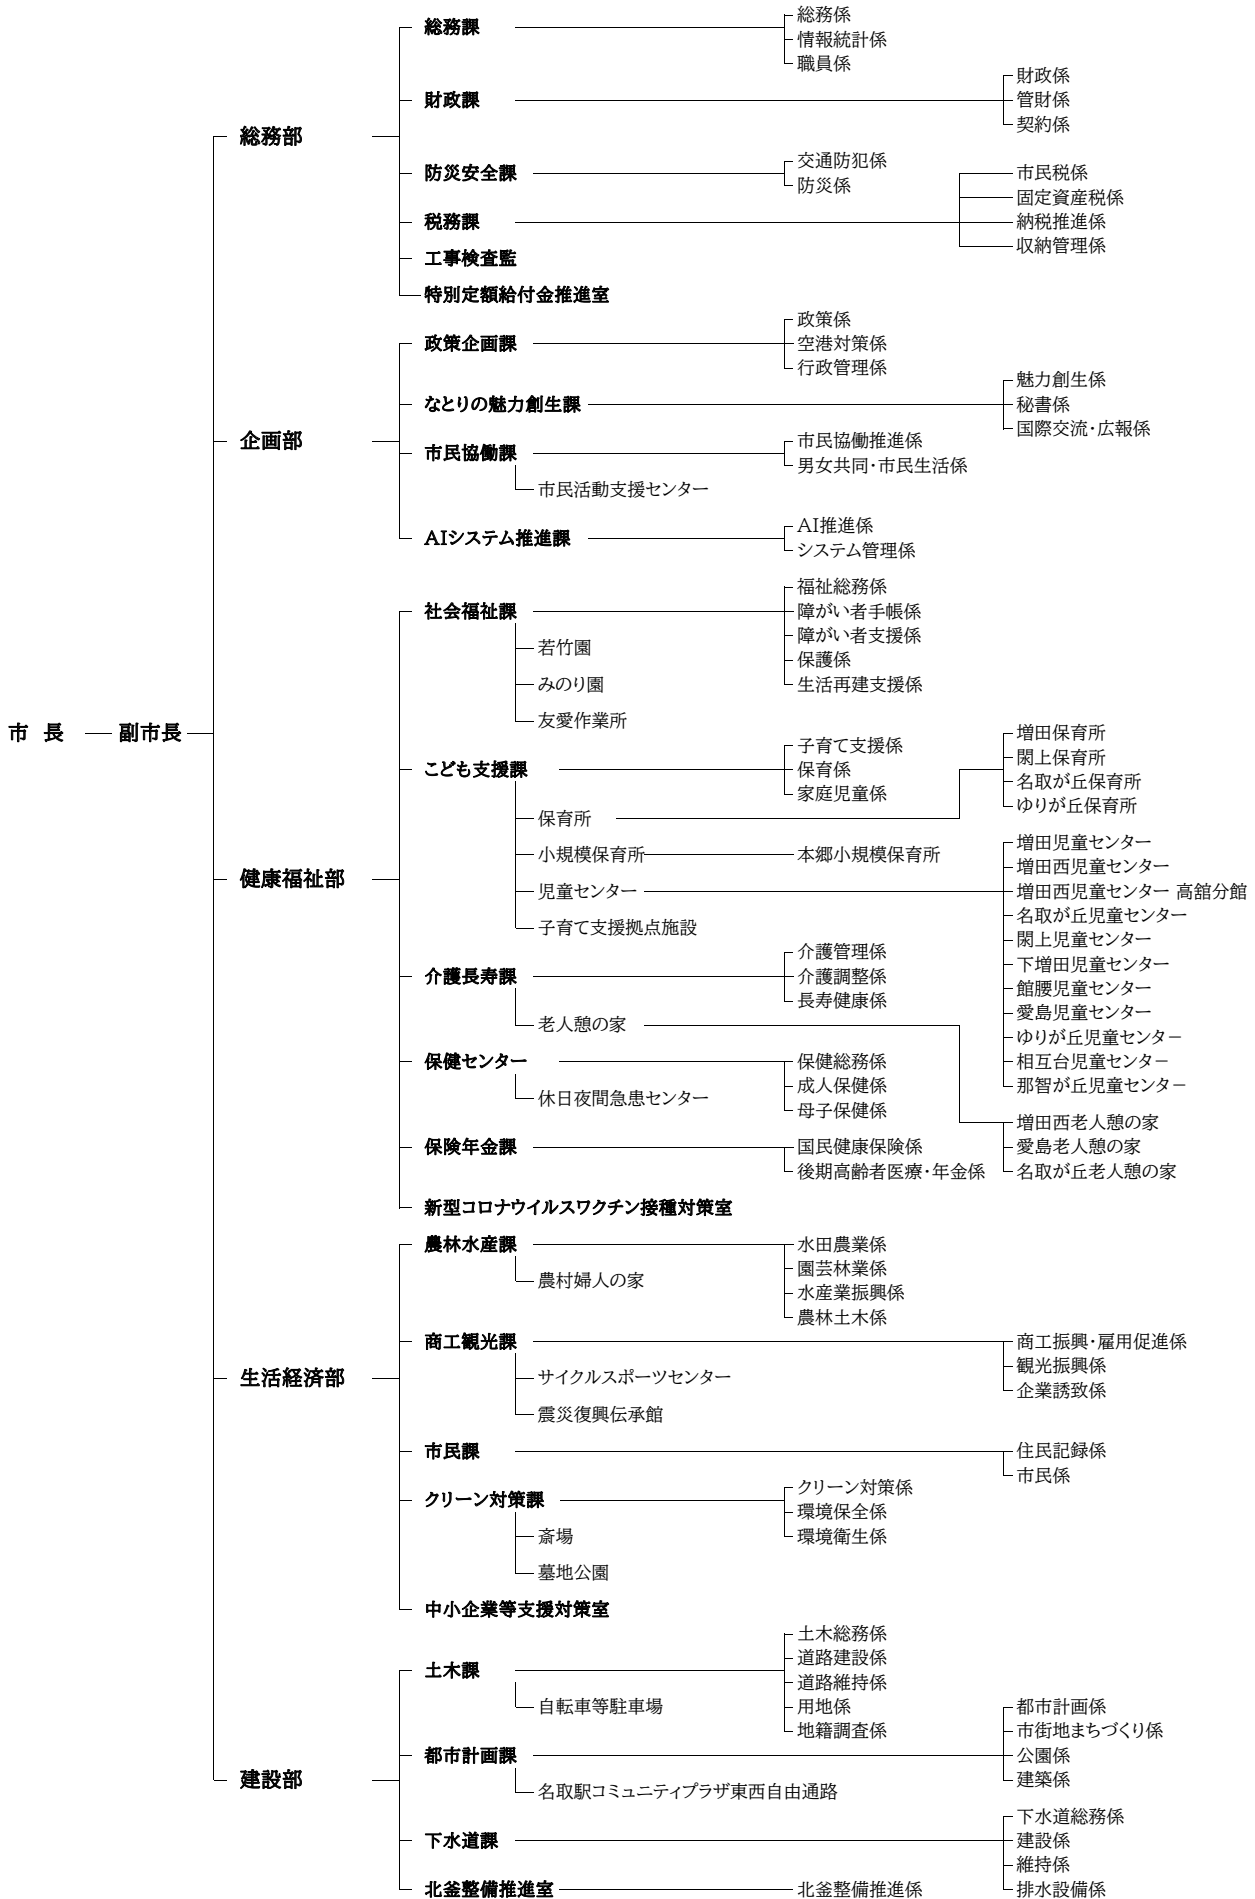 市 長
副市長
総務部
総務課
総務係
情報統計係
職員係
財政課
財政係
管財係
契約係
防災安全課
交通防犯係
防災係
税務課
市民税係
固定資産税係
納税推進係
収納管理係
工事検査監
特別定額給付金推進室
企画部
政策企画課
政策係
空港対策係
行政管理係
なとりの魅力創生課
魅力創生係
秘書係
国際交流・広報係
市民協働課
市民協働推進係
男女共同・市民生活係
市民活動支援センター
AIシステム推進課
AI推進係
システム管理係
健康福祉部
社会福祉課
福祉総務係
障がい者手帳係
障がい者支援係
保護係
生活再建支援係
若竹園
みのり園
友愛作業所
こども支援課
子育て支援係
保育係
家庭児童係
保育所
増田保育所
閖上保育所
名取が丘保育所
ゆりが丘保育所
小規模保育所
本郷小規模保育所
児童センター
増田児童センター
増田西児童センター
増田西児童センター 高舘分館
名取が丘児童センター
閖上児童センター
下増田児童センター
館腰児童センター
愛島児童センター
ゆりが丘児童センター
相互台児童センター
那智が丘児童センター
子育て支援拠点施設
介護長寿課
介護管理係
介護調整係
長寿健康係
老人憩の家
増田西老人憩の家
愛島老人憩の家
名取が丘老人憩の家
保健センター
保健総務係
成人保健係
母子保健係
休日夜間急患センター
保険年金課
国民健康保険係
後期高齢者医療・年金係
新型コロナウイルスワクチン接種対策室
生活経済部
農林水産課
水田農業係
園芸林業係
水産業振興係
農林土木係
農村婦人の家
商工観光課
商工振興・雇用促進係
観光振興係
企業誘致係
サイクルスポーツセンター
震災復興伝承館
市民課
住民記録係
市民係
クリーン対策課
クリーン対策係
環境保全係
環境衛生係
斎場
墓地公園
中小企業等支援対策室
建設部
土木課
土木総務係
道路建設係
道路維持係
用地係
地籍調査係
自転車等駐車場
都市計画課
都市計画係
市街地まちづくり係
公園係
建築係
名取駅コミュニティプラザ東西自由通路
下水道課
下水道総務係
建設係
維持係
排水設備係
北釜整備推進室
北釜整備推進係